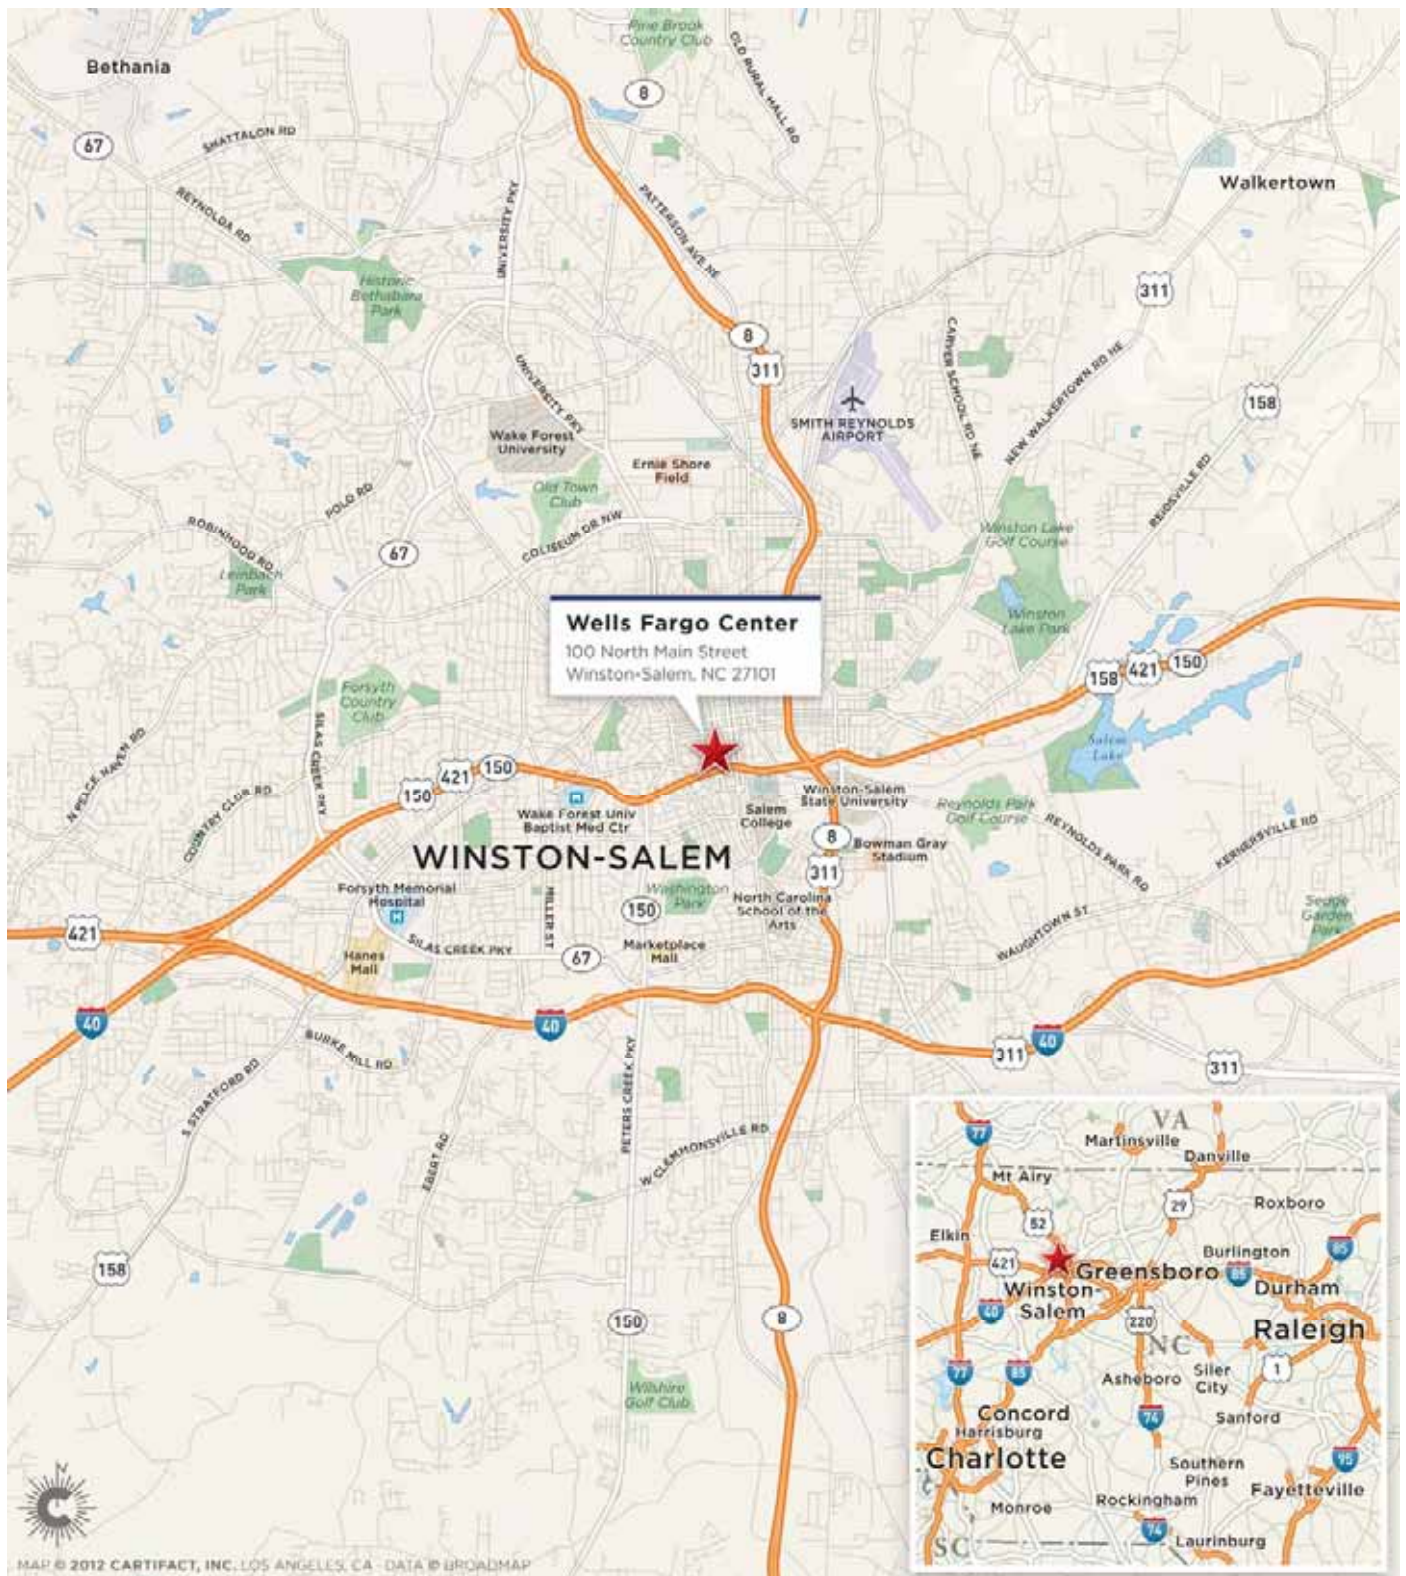 Pine Brook
Country Club
OLD RURAL HALL RD
Bethania
8
67
SHATTALON RD
REYNOLDA RD
UNIVERSITY PKY
PATTERSON AVE NE
Walkertown
Historic
Bethabara
Park
311
8
311
CARVER SCHOOL RD NE
NEW WALKERTOWN RD NE
158
UNIVERSITY PKY
SMITH REYNOLDS
AIRPORT
Wake Forest
University
Ernie Shore
Field
Old Town
Club
POLO RD
ROBINHOOD RD
COLISEUM DR NW
REIDSVILLE RD
67
Winston Lake
Golf Course
Leinbach
Park
Wells Fargo Center
100 North Main Street
Winston-Salem, NC 27101
Winston
Lake Park
158
421
150
Forsyth
Country
Club
SILAS CREEK PKY
N PEACE HAVEN RD
COUNTRY CLUB RD
Salem
Lake
150
421
150
Wake Forest Univ
Baptist Med Ctr
Winston-Salem
State University
Salem
College
Reynolds Park
Golf Course
REYNOLDS PARK RD
KERNERSVILLE RD
8
Bowman Gray
Stadium
WINSTON-SALEM
311
Forsyth Memorial
Hospital
H
H
MILLER ST
Washington
Park
150
North Carolina
School of the
Arts
Sedge
Garden
Park
WAUGHTOWN ST
421
SILAS CREEK PKY
Hanes
Mall
67
Marketplace
Mall
40
40
311
40
311
BURKE MILL RD
S STRATFORD RD
PETERS CREEK PKY
EBERT RD
W CLEMMONSVILLE RD
158
150
8
Wilshire
Golf Club
77
VA
Martinsville
Danville
Mt Airy
52
29
Roxboro
Elkin
Burlington
85
421
Greensboro
85
Durham
Winston-
Salem
40
220
Raleigh
NC
77
85
Asheboro
Siler
City
1
Concord
74
Sanford
Harrisburg
Charlotte
Southern
Pines
95
Fayetteville
Monroe
Rockingham
74
Laurinburg
SC
N
C
MAP © 2012 CARTIFACT, INC. LOS ANGELES, CA - DATA © BROADMAP